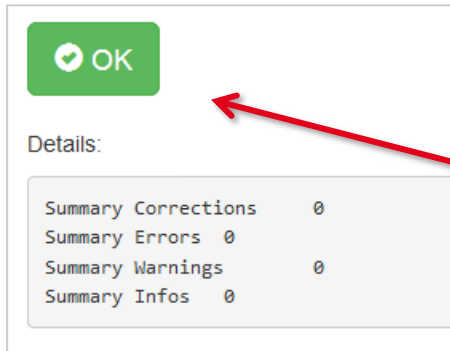 OK
Details:
Summary Corrections 0
Summary Errors 0
Summary Warnings 0
Summary Infos 0